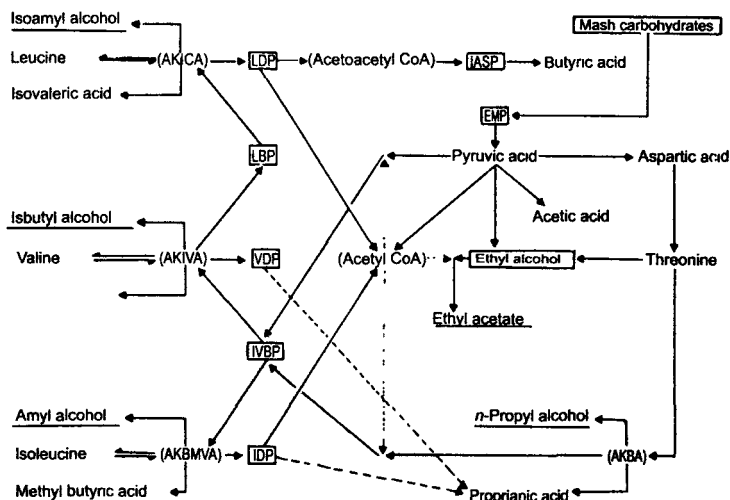 Isoamyl alcohol
Mash carbohydrates
Leucine
(AKICA)
LDP
(Acetoacetyl CoA)
IASP
Butyric acid
Isovaleric acid
EMP
LBP
Pyruvic acid
Aspartic acid
Isbutyl alcohol
Acetic acid
Valine
(AKIVA)
VDP
(Acetyl CoA)
Ethyl alcohol
Threonine
Ethyl acetate
IVBP
Amyl alcohol
n-Propyl alcohol
Isoleucine
(AKBMVA)
IDP
(AKBA)
Methyl butyric acid
Proprianic acid